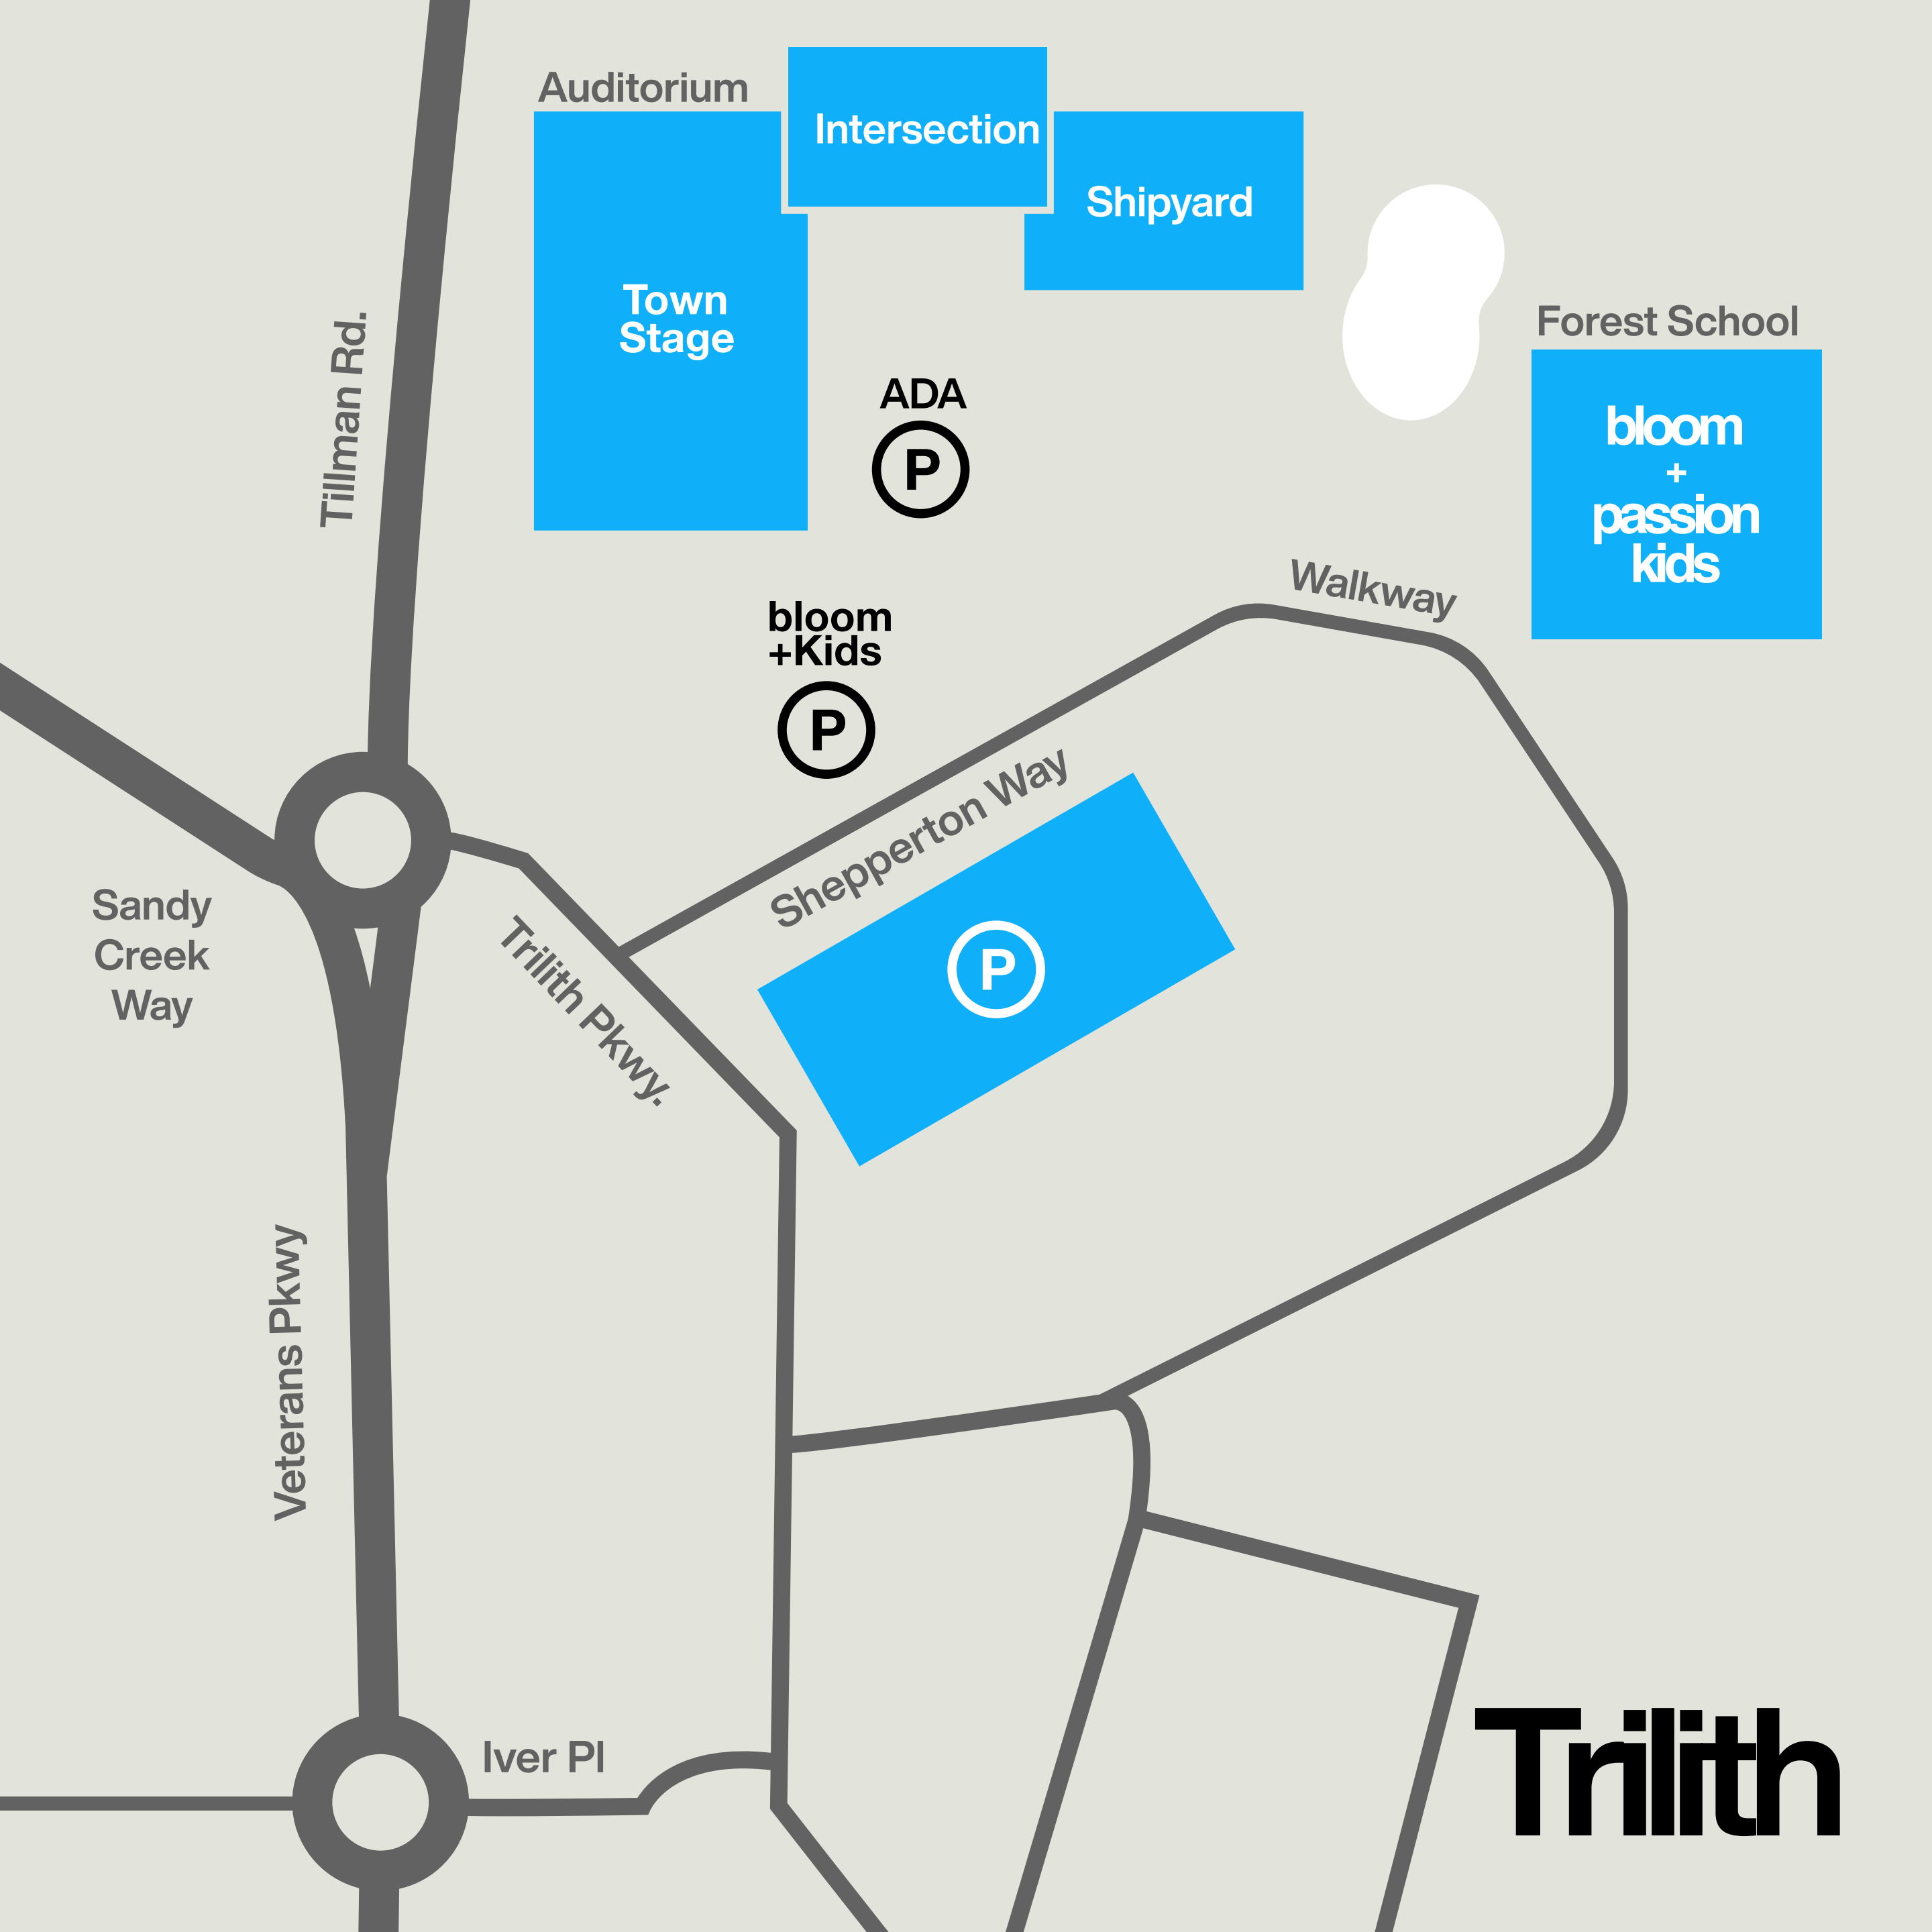 Auditorium
Intersection
Shipyard
Town
Stage
Tillman Rd.
Forest School
ADA
P
bloom
+
passion
kids
Walkway
bloom
+Kids
P
Shepperton Way
Sandy
Creek
Way
Trilith Pkwy.
P
Veterans Pkwy
Iver Pl
Trilith